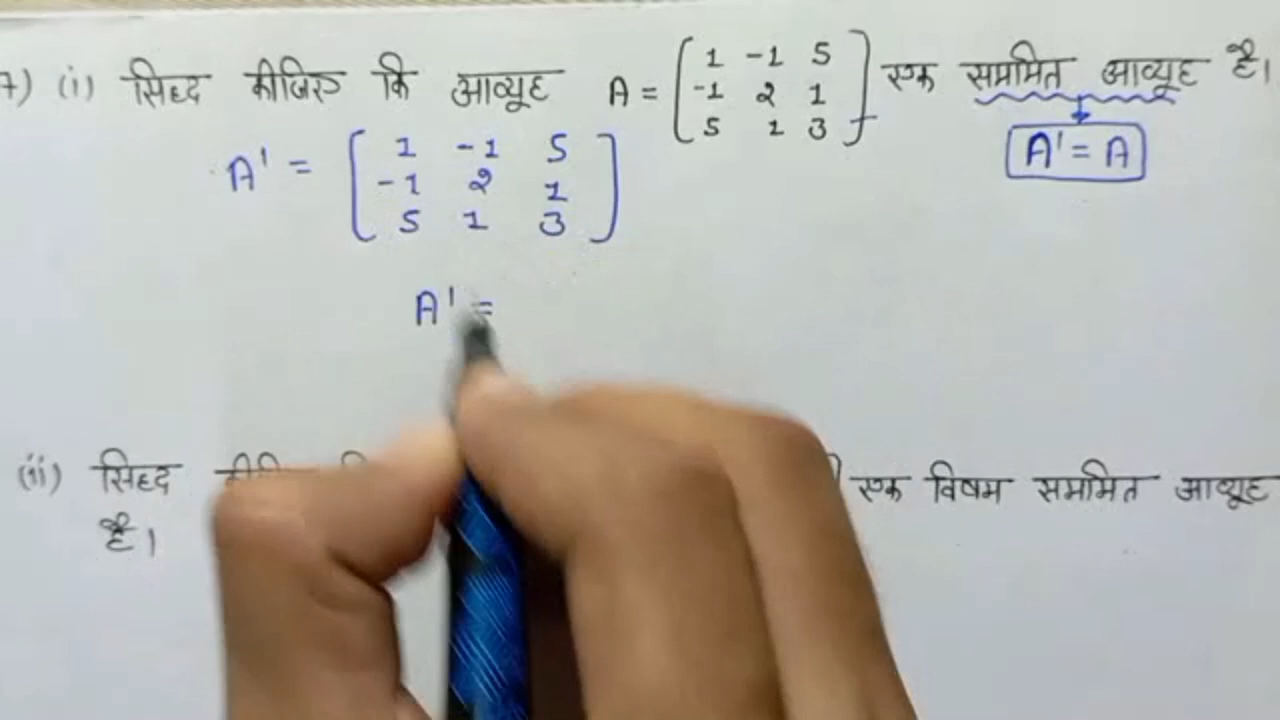 7) (i) सिध्द कीजिए कि आव्यूह A = [ 1 -1 5 एक सममित आव्यूह है।
-1 2 1
5 1 3 ]
A' = A
A' = [ 1 -1 5
-1 2 1
5 1 3 ]
A' =
(ii) सिध्द एक विषम सममित आव्यूह
है।